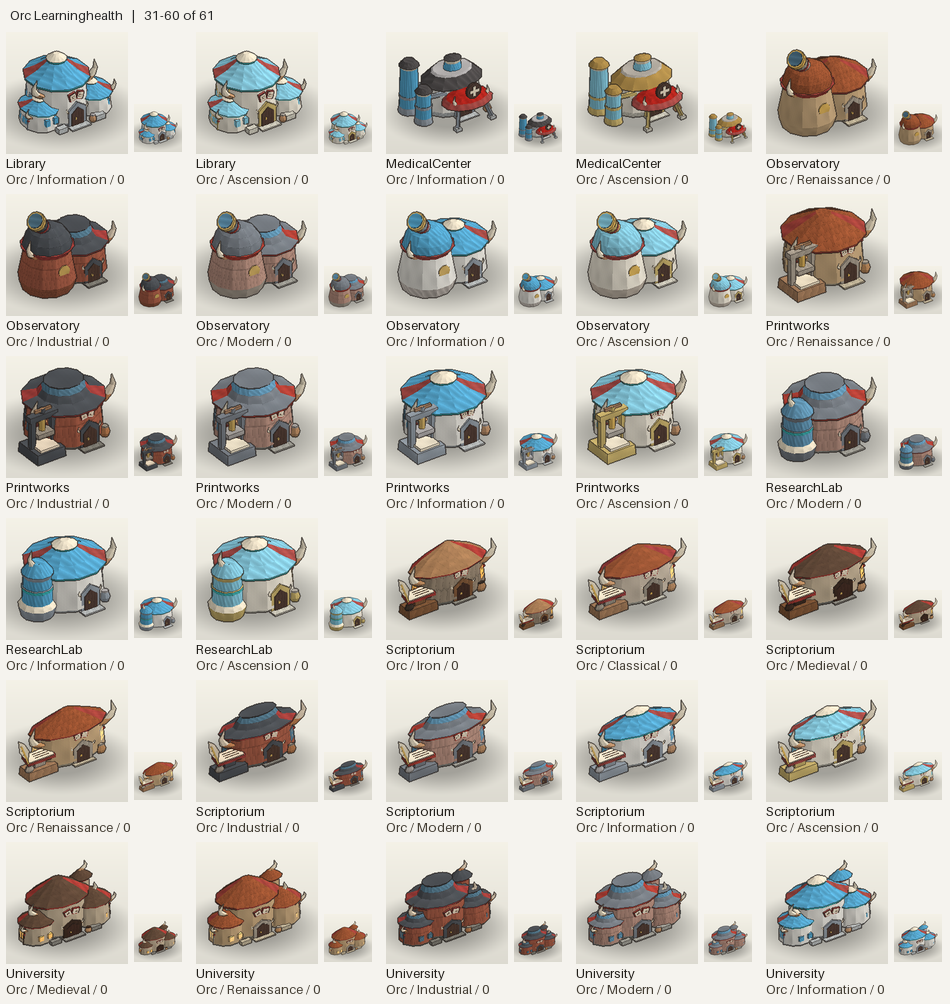 Orc Learninghealth | 31-60 of 61
Library
Orc / Information / 0
Library
Orc / Ascension / 0
MedicalCenter
Orc / Information / 0
MedicalCenter
Orc / Ascension / 0
Observatory
Orc / Renaissance / 0
Observatory
Orc / Industrial / 0
Observatory
Orc / Modern / 0
Observatory
Orc / Information / 0
Observatory
Orc / Ascension / 0
Printworks
Orc / Renaissance / 0
Printworks
Orc / Industrial / 0
Printworks
Orc / Modern / 0
Printworks
Orc / Information / 0
Printworks
Orc / Ascension / 0
ResearchLab
Orc / Modern / 0
ResearchLab
Orc / Information / 0
ResearchLab
Orc / Ascension / 0
Scriptorium
Orc / Iron / 0
Scriptorium
Orc / Classical / 0
Scriptorium
Orc / Medieval / 0
Scriptorium
Orc / Renaissance / 0
Scriptorium
Orc / Industrial / 0
Scriptorium
Orc / Modern / 0
Scriptorium
Orc / Information / 0
Scriptorium
Orc / Ascension / 0
University
Orc / Medieval / 0
University
Orc / Renaissance / 0
University
Orc / Industrial / 0
University
Orc / Modern / 0
University
Orc / Information / 0